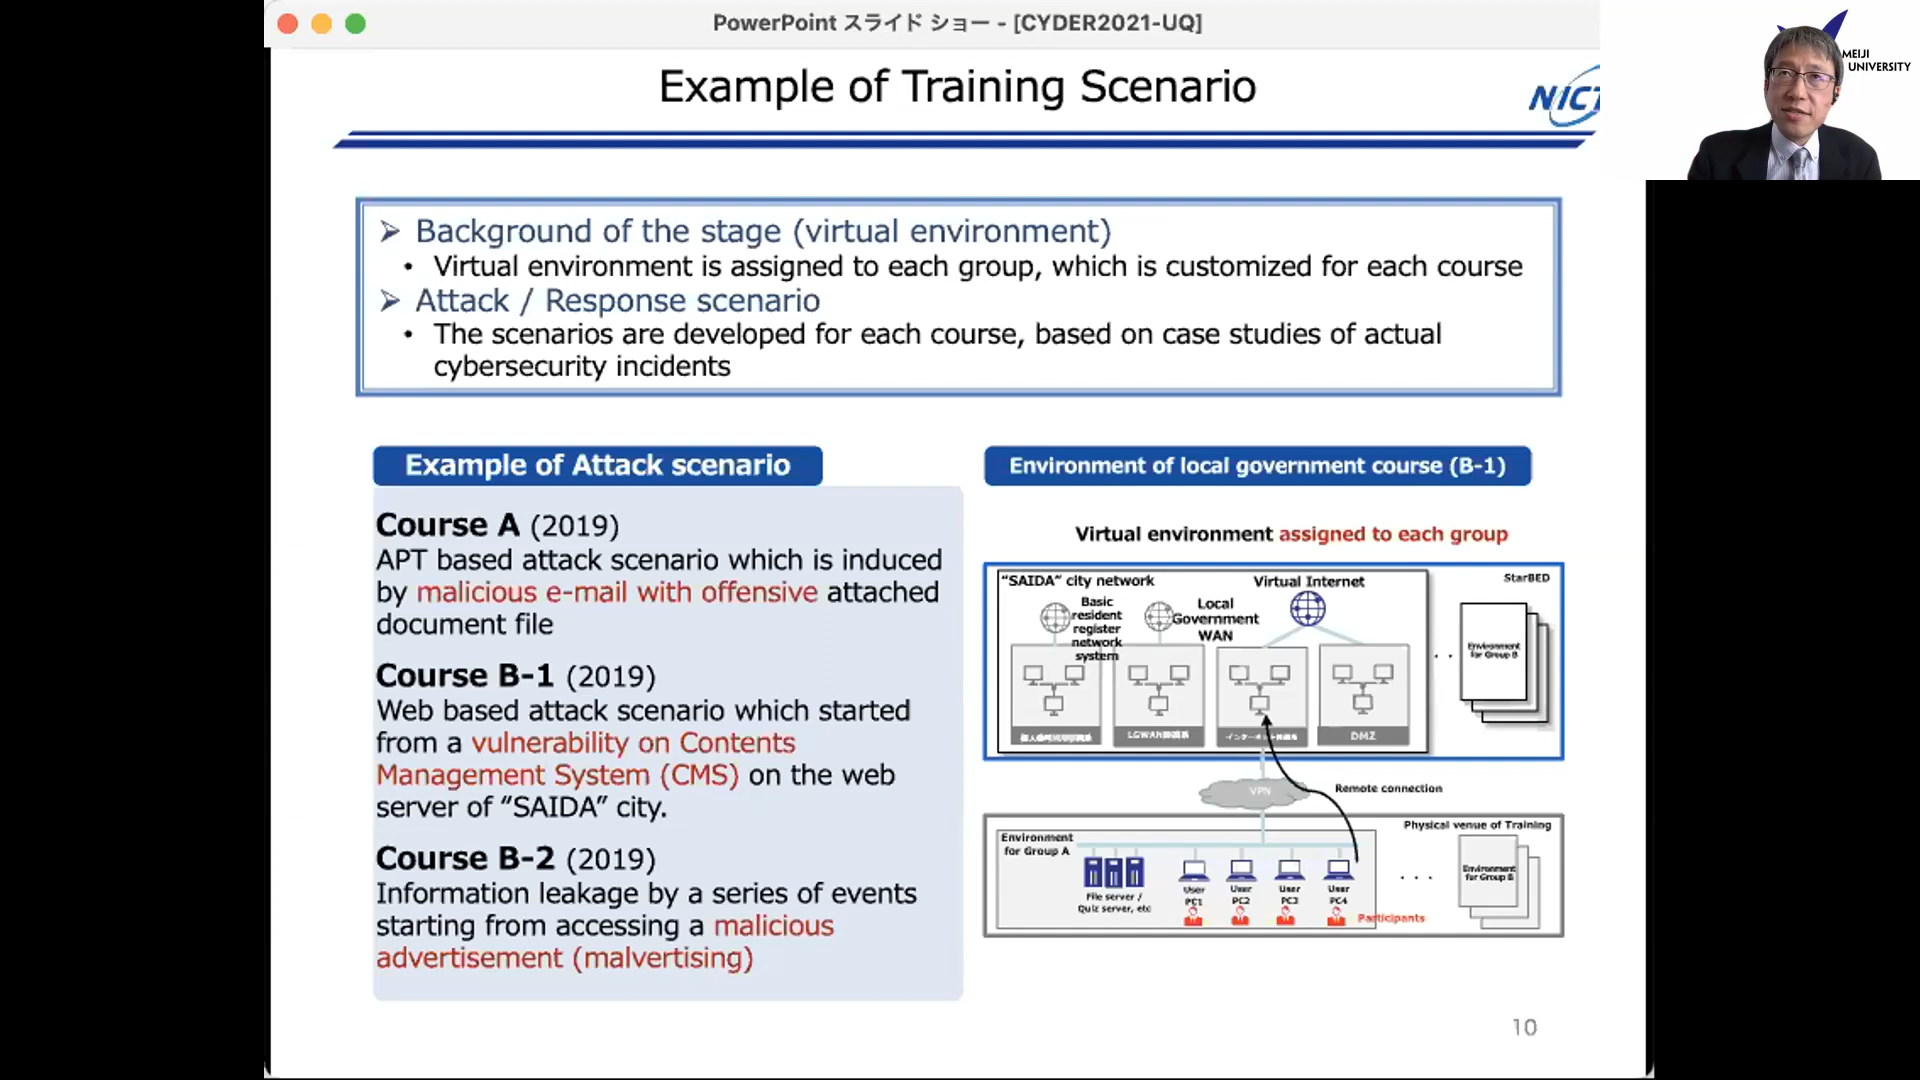 PowerPoint スライド ショー - [CYDER2021-UQ]
MEIJI
UNIVERSITY
Example of Training Scenario
NICT
➢ Background of the stage (virtual environment)
• Virtual environment is assigned to each group, which is customized for each course
➢ Attack / Response scenario
• The scenarios are developed for each course, based on case studies of actual
cybersecurity incidents
Example of Attack scenario
Course A (2019)
APT based attack scenario which is induced
by malicious e-mail with offensive attached
document file
Course B-1 (2019)
Web based attack scenario which started
from a vulnerability on Contents
Management System (CMS) on the web
server of “SAIDA” city.
Course B-2 (2019)
Information leakage by a series of events
starting from accessing a malicious
advertisement (malvertising)
Environment of local government course (B-1)
Virtual environment assigned to each group
“SAIDA” city network
Virtual Internet
StarBED
Basic
resident
register
network
system
Local
Government
WAN
DMZ
. .
Environment
for Group B
VPN
Remote connection
Physical venue of Training
Environment
for Group A
File server /
Quiz server, etc
User
PC1
User
PC2
User
PC3
User
PC4
Participants
. . .
Environment
for Group B
10